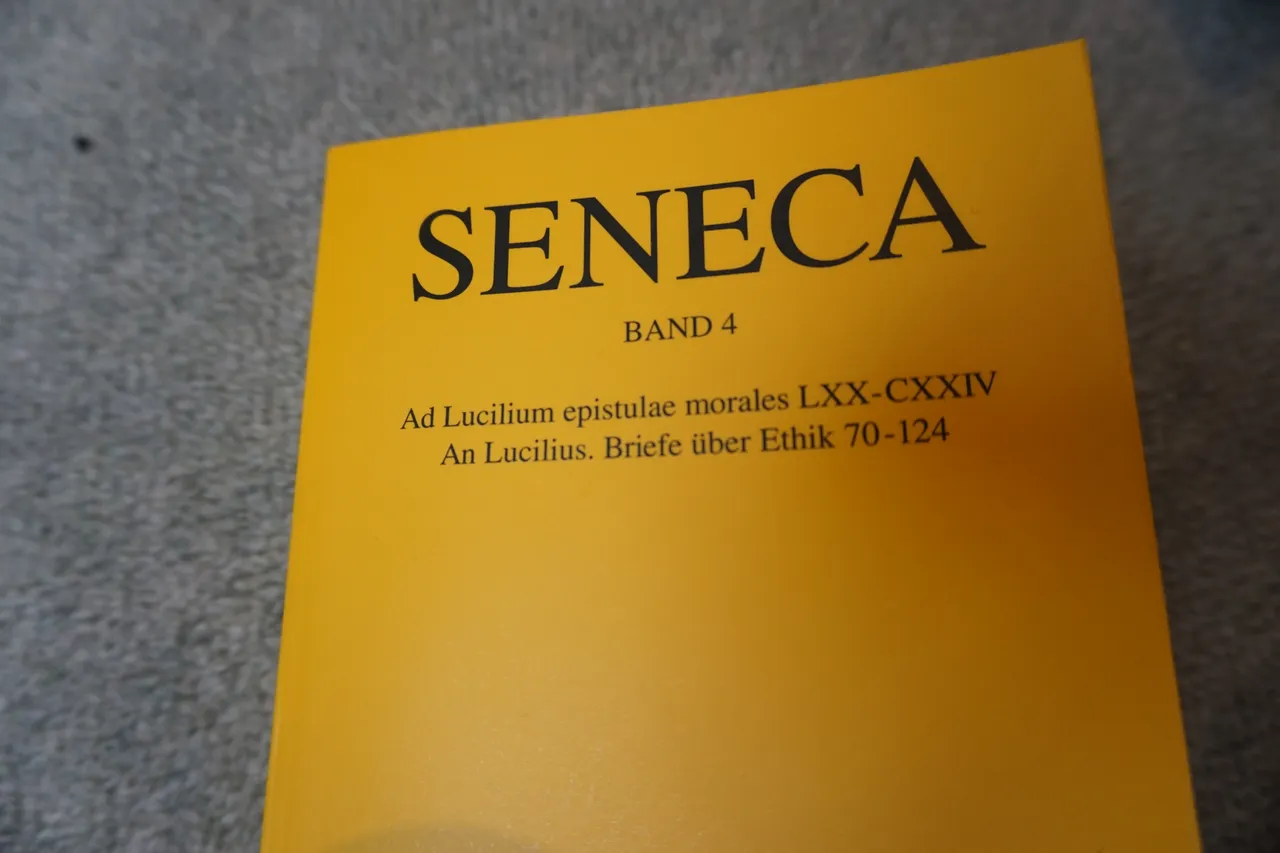 SENECA
BAND 4
Ad Lucilium epistulae morales LXX-CXXIV
An Lucilius. Briefe über Ethik 70-124